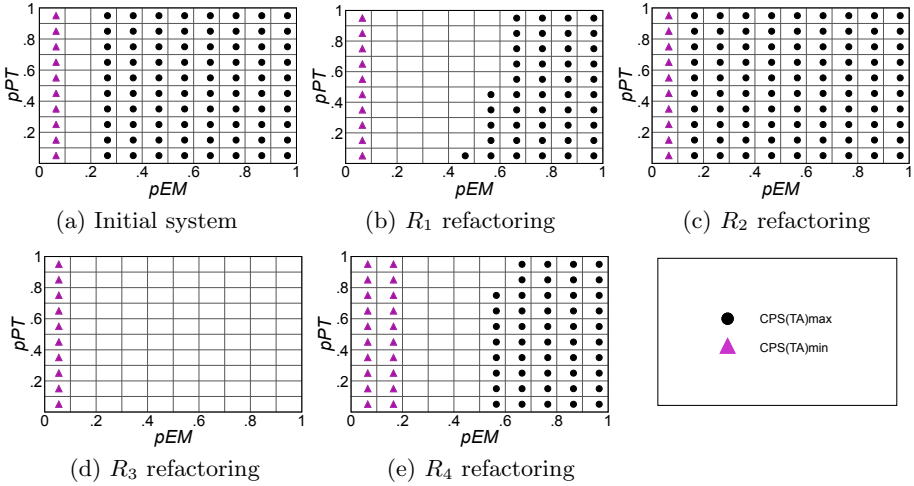 1
.8
.6
pPT
.4
.2
0 .2 .4 .6 .8 1
pEM
(a) Initial system
1
.8
.6
pPT
.4
.2
0 .2 .4 .6 .8 1
pEM
(b) R1 refactoring
1
.8
.6
pPT
.4
.2
0 .2 .4 .6 .8 1
pEM
(c) R2 refactoring
1
.8
.6
pPT
.4
.2
0 .2 .4 .6 .8 1
pEM
(d) R3 refactoring
1
.8
.6
pPT
.4
.2
0 .2 .4 .6 .8 1
pEM
(e) R4 refactoring
CPS(TA)max
CPS(TA)min